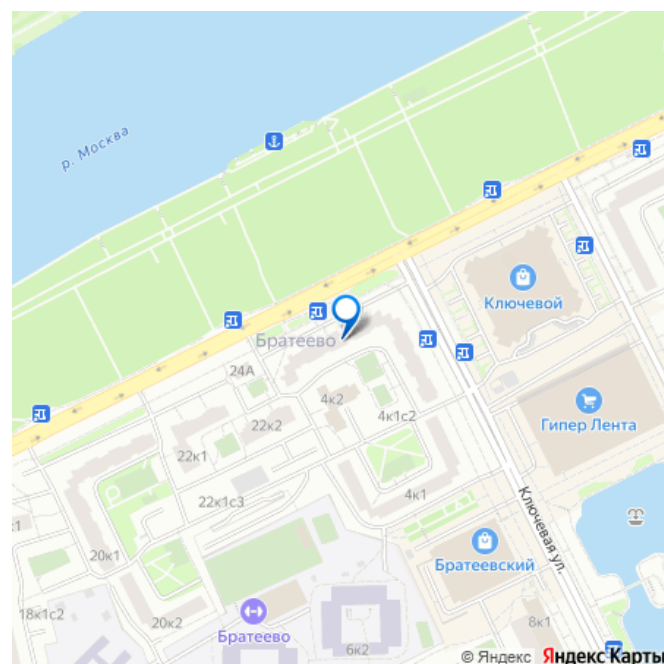 р. Москва
Ключевой
Братеево
24А
4к2
Гипер Лента
22к2
4к1с2
22к1
4к1
22к1с3
Ключевая ул.
20к1
Братеевский
18к1с2
20к2
Братеево
6к2
8к1
© Яндекс Яндекс Карты